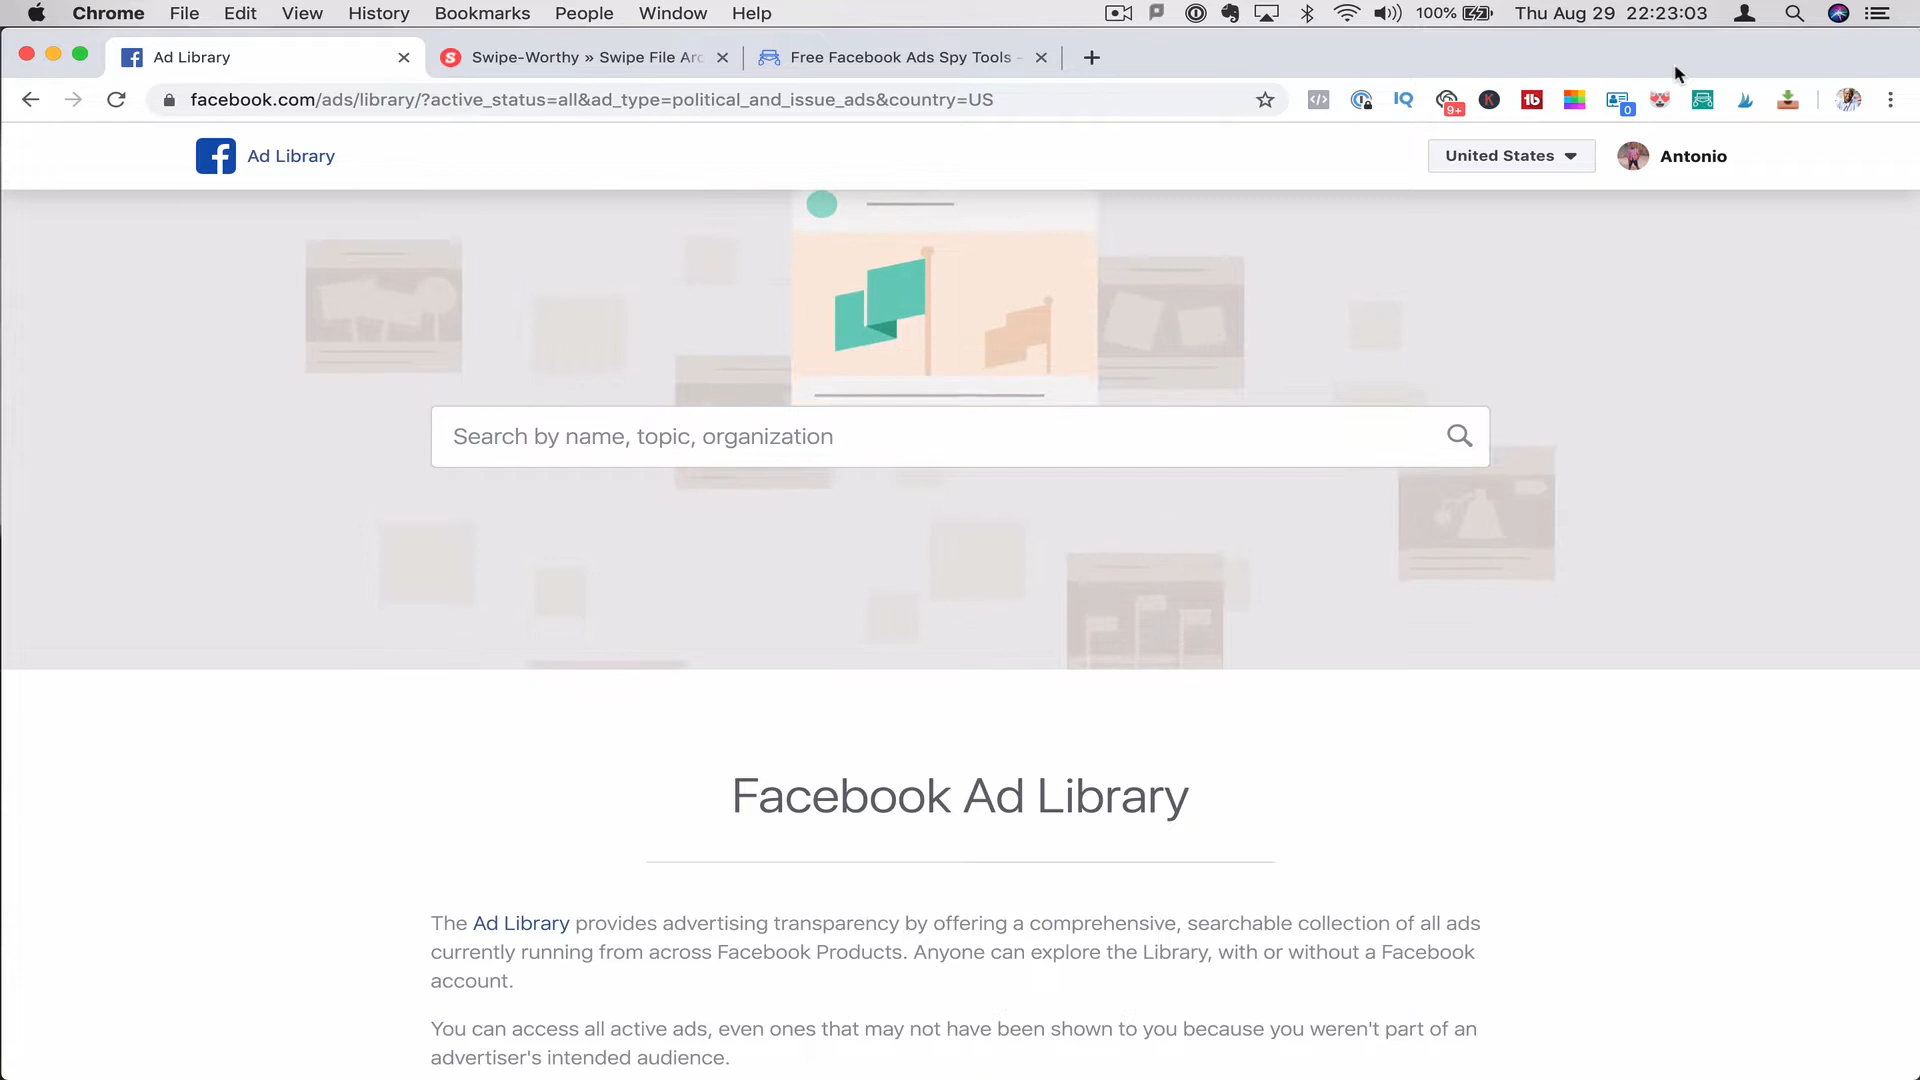 Chrome File Edit View History Bookmarks People Window Help 100% Thu Aug 29 22:23:03
Ad Library Swipe-Worthy » Swipe File Arc Free Facebook Ads Spy Tools -
facebook.com/ads/library/?active_status=all&ad_type=political_and_issue_ads&country=US IQ 9+ K 1b 0
Ad Library United States Antonio
Search by name, topic, organization
Facebook Ad Library
The Ad Library provides advertising transparency by offering a comprehensive, searchable collection of all ads
currently running from across Facebook Products. Anyone can explore the Library, with or without a Facebook
account.
You can access all active ads, even ones that may not have been shown to you because you weren't part of an
advertiser's intended audience.